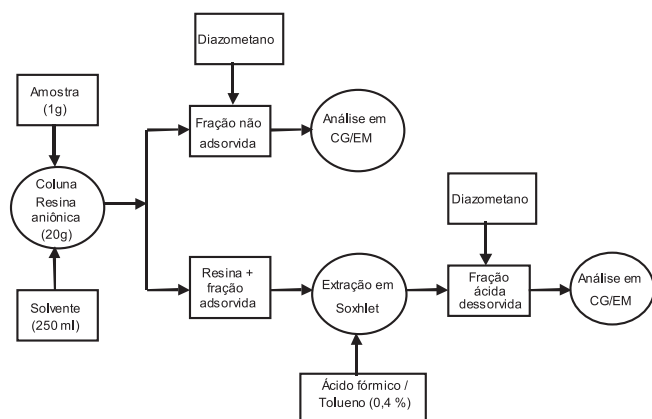 Diazometano
Amostra
(1g)
Fração não
adsorvida
Análise em
CG/EM
Coluna
Resina
aniônica
(20g)
Solvente
(250 ml)
Resina +
fração
adsorvida
Extração em
Soxhlet
Diazometano
Fração
ácida
dessorvida
Análise em
CG/EM
Ácido fórmico /
Tolueno (0,4 %)